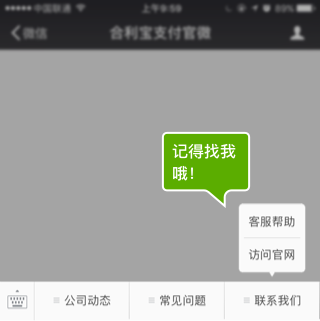 中国联通
上午9:59
89%
微信
合利宝支付官微
记得找我
哦！
客服帮助
访问官网
公司动态
常见问题
联系我们